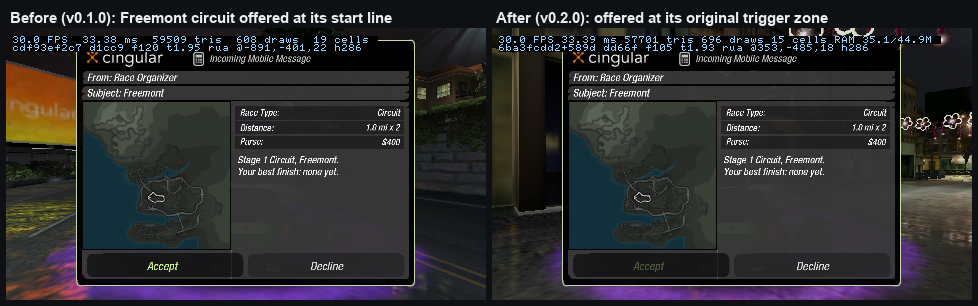 Before (v0.1.0): Freemont circuit offered at its start line
30.0 FPS 33.38 ms 59509 tris 608 draws 19 cells
cdf93ef2c7 d1cc9 f120 t1.95 rua @-891,-401,22 h286
cingular
Incoming Mobile Message
From: Race Organizer
Subject: Freemont
Race Type: Circuit
Distance: 1.0 mi x 2
Purse: $400
Stage 1 Circuit, Freemont.
Your best finish: none yet.
Accept Decline
After (v0.2.0): offered at its original trigger zone
30.0 FPS 33.39 ms 57701 tris 696 draws 15 cells RAM 35.1/44.9M
6ba3fcdd2+589d dd66f f105 t1.93 rua @353,-485,18 h286
cingular
Incoming Mobile Message
From: Race Organizer
Subject: Freemont
Race Type: Circuit
Distance: 1.0 mi x 2
Purse: $400
Stage 1 Circuit, Freemont.
Your best finish: none yet.
Accept Decline